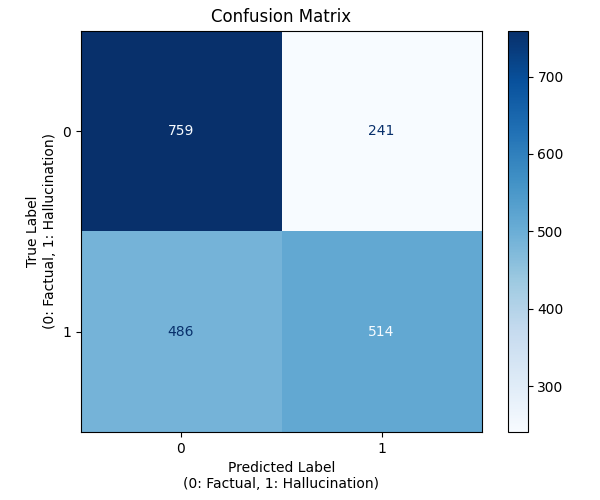 Confusion Matrix
True Label
(0: Factual, 1: Hallucination)
0
759
241
1
486
514
0
1
Predicted Label
(0: Factual, 1: Hallucination)
700
600
500
400
300